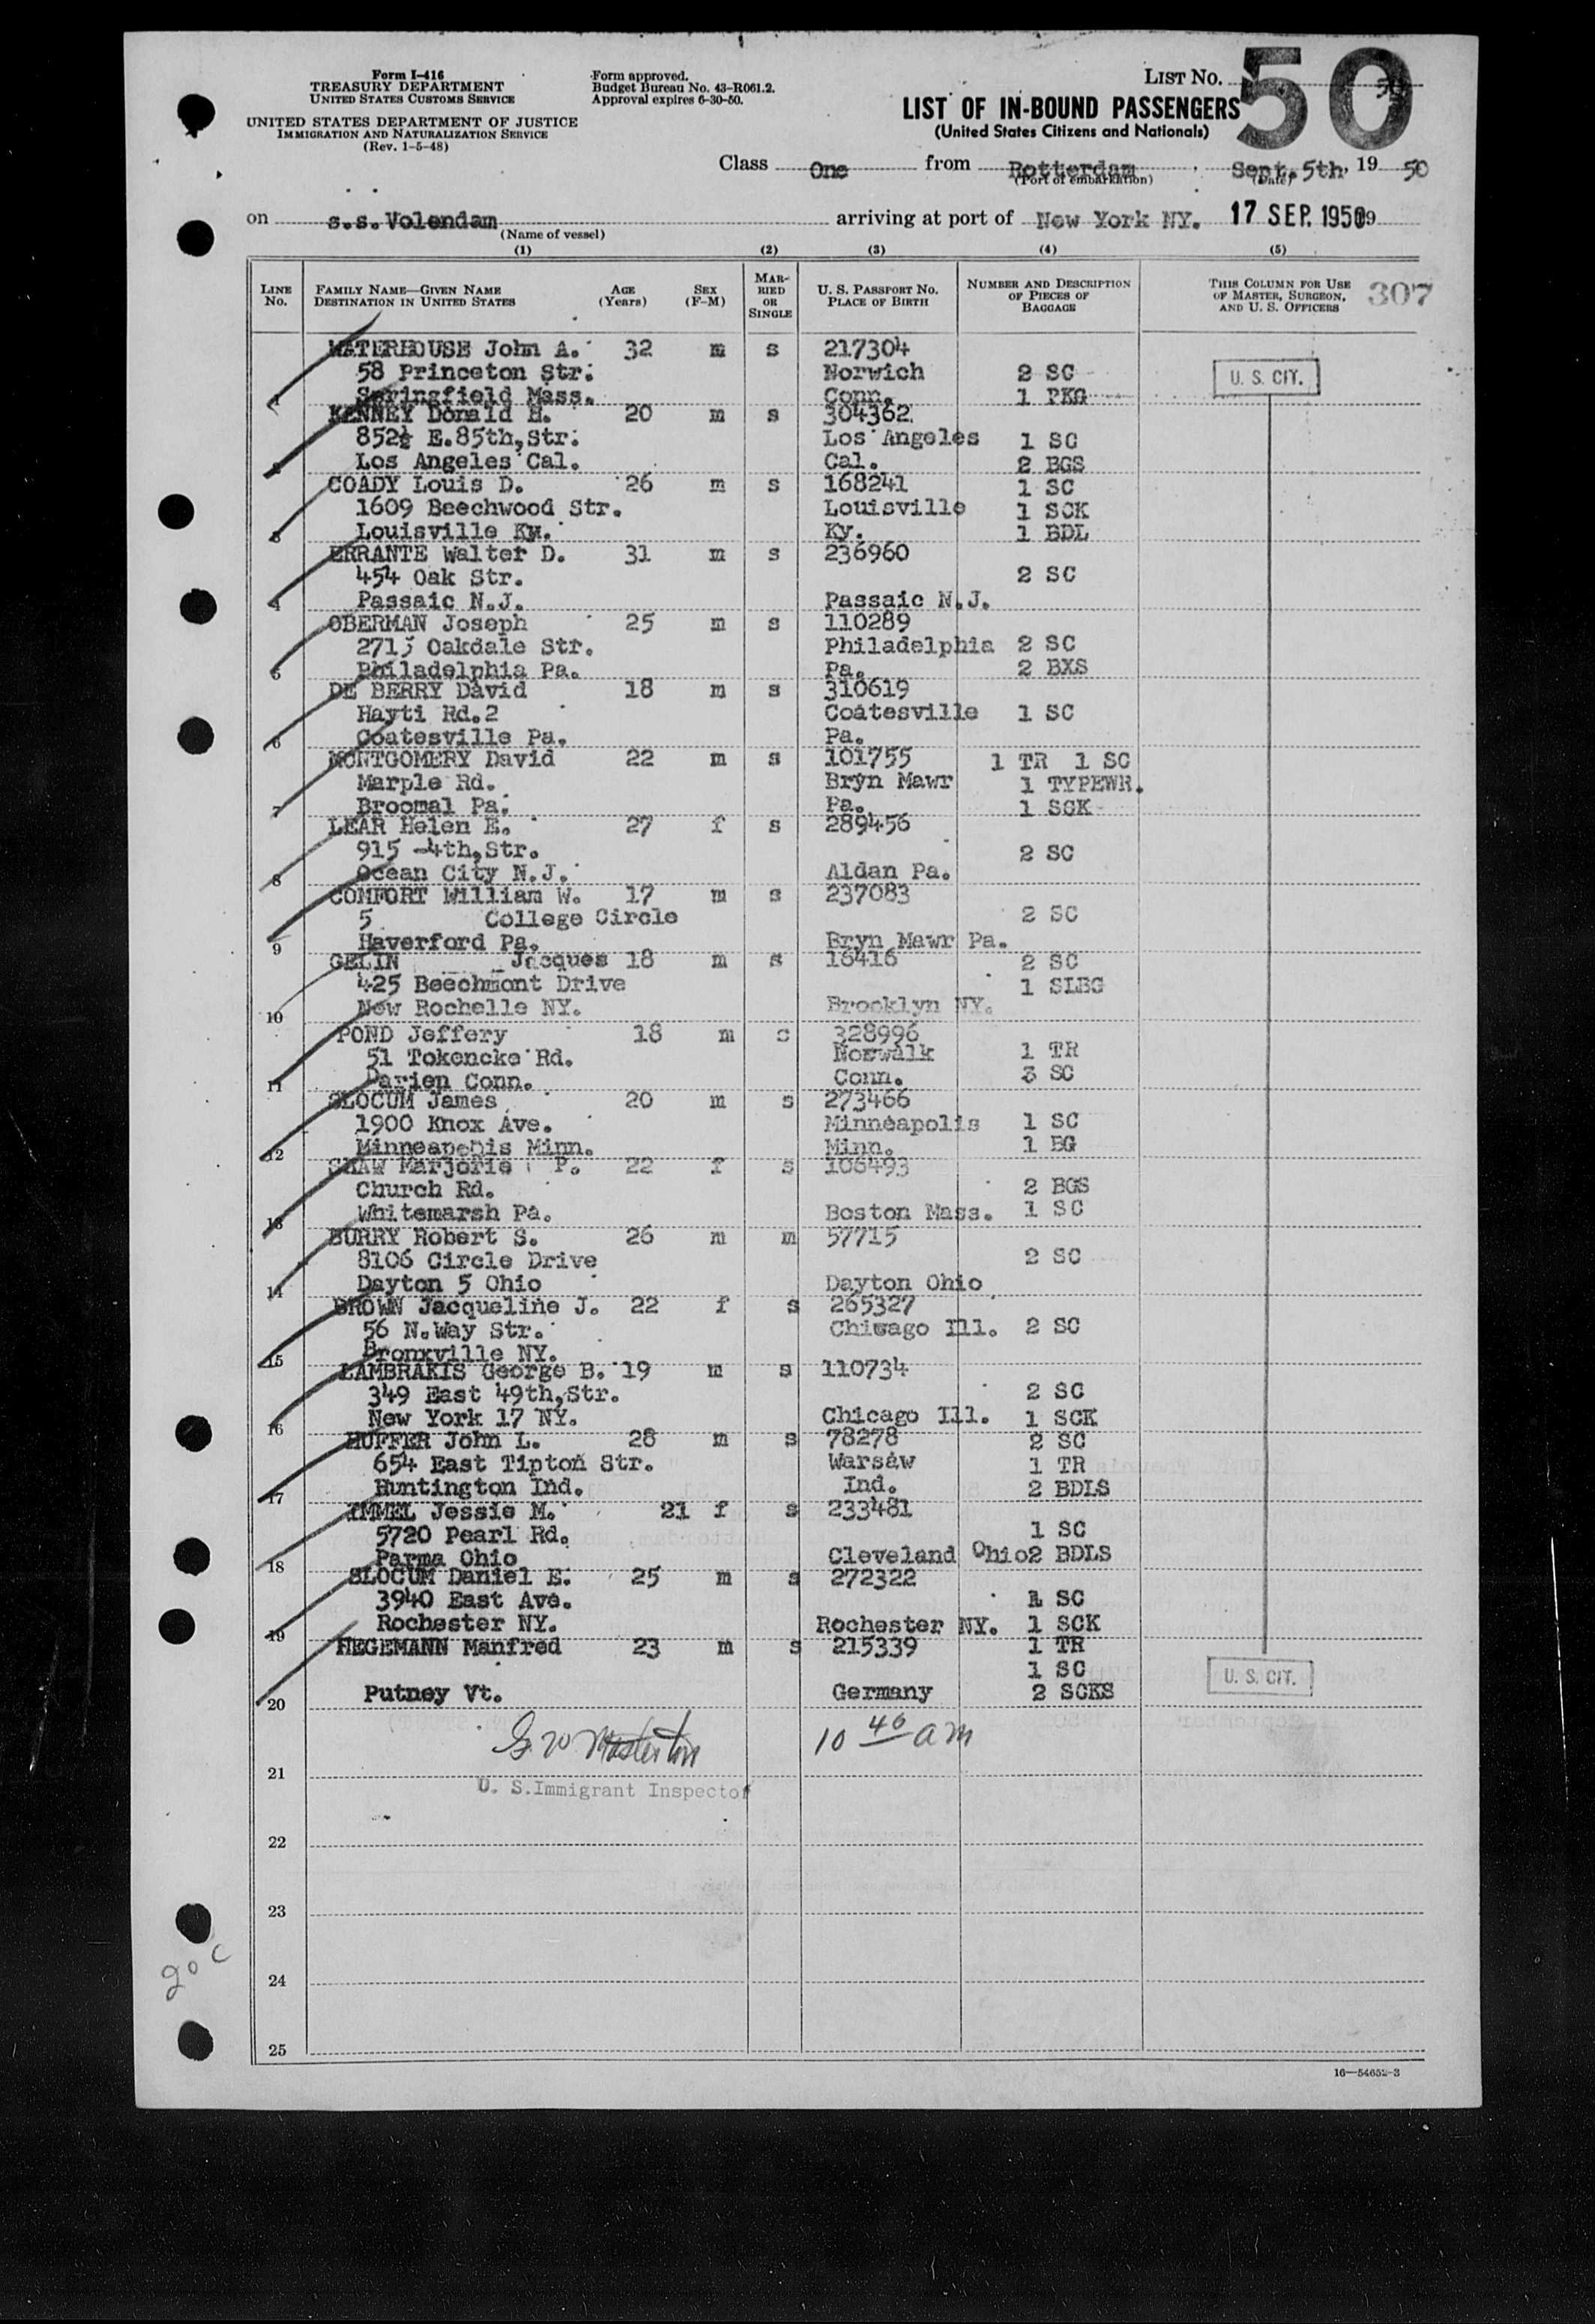 Form I-416
TREASURY DEPARTMENT
UNITED STATES CUSTOMS SERVICE
UNITED STATES DEPARTMENT OF JUSTICE
IMMIGRATION AND NATURALIZATION SERVICE
(Rev. 1-5-48)
Form approved.
Budget Bureau No. 43-R061.2.
Approval expires 6-30-50.
LIST NO. 50
LIST OF IN-BOUND PASSENGERS
(United States Citizens and Nationals)
Class One from Rotterdam, Sept. 5th, 19 50
(Port of embarkation) (Date)
on s.s. Volendam arriving at port of New York NY. 17 SEP. 1950 19
(Name of vessel)
(1) (2) (3) (4) (5)
LINE No. FAMILY NAME—GIVEN NAME DESTINATION IN UNITED STATES AGE (Years) SEX (F-M) MARRIED OR SINGLE U. S. PASSPORT NO. PLACE OF BIRTH NUMBER AND DESCRIPTION OF PIECES OF BAGGAGE THIS COLUMN FOR USE OF MASTER, SURGEON, AND U. S. OFFICERS 307
WATERHOUSE John A. 32 m s 217304
58 Princeton Str. Norwich 2 SC U. S. CIT.
1 Springfield Mass. Conn. 1 PKG
KENNEY Donald H. 20 m s 304362
852½ E.85th,Str. Los Angeles 1 SC
2 Los Angeles Cal. Cal. 2 BGS
COADY Louis D. 26 m s 168241 1 SC
1609 Beechwood Str. Louisville 1 SCK
3 Louisville Ky. Ky. 1 BDL
ERRANTE Walter D. 31 m s 236960
454 Oak Str. 2 SC
4 Passaic N.J. Passaic N.J.
OBERMAN Joseph 25 m s 110289
2715 Oakdale Str. Philadelphia 2 SC
5 Philadelphia Pa. Pa. 2 BXS
DE BERRY David 18 m s 310619
Hayti Rd.2 Coatesville 1 SC
6 Coatesville Pa. Pa.
MONTGOMERY David 22 m s 101755 1 TR 1 SC
Marple Rd. Bryn Mawr 1 TYPEWR.
7 Broomal Pa. Pa. 1 SCK
LEAR Helen E. 27 f s 289456
915 -4th,Str. 2 SC
8 Ocean City N.J. Aldan Pa.
COMFORT William W. 17 m s 237083
5 College Circle 2 SC
9 Haverford Pa. Bryn Mawr Pa.
GELIN Jacques 18 m s 16416 2 SC
425 Beechmont Drive 1 SLBG
10 New Rochelle NY. Brooklyn NY.
POND Jeffery 18 m s 328996
51 Tokencke Rd. Norwalk 1 TR
11 Darien Conn. Conn. 3 SC
SLOCUM James 20 m s 273466
1900 Knox Ave. Minneapolis 1 SC
12 Minneapolis Minn. Minn. 1 BG
SHAW Marjorie P. 22 f s 106493
Church Rd. 2 BGS
13 Whitemarsh Pa. Boston Mass. 1 SC
BURRY Robert S. 26 m m 57715
8106 Circle Drive 2 SC
14 Dayton 5 Ohio Dayton Ohio
BROWN Jacqueline J. 22 f s 265327
56 N.Way Str. Chicago Ill. 2 SC
15 Bronxville NY.
LAMBRAKIS George B. 19 m s 110734
349 East 49th,Str. 2 SC
16 New York 17 NY. Chicago Ill. 1 SCK
HUFFER John L. 28 m s 78278 2 SC
654 East Tipton Str. Warsaw 1 TR
17 Huntington Ind. Ind. 2 BDLS
IMMEL Jessie M. 21 f s 233481
5720 Pearl Rd. 1 SC
18 Parma Ohio Cleveland Ohio 2 BDLS
SLOCUM Daniel E. 25 m s 272322
3940 East Ave. 1 SC
19 Rochester NY. Rochester NY. 1 SCK
HEGEMANN Manfred 23 m s 215339 1 TR
1 SC U. S. CIT.
20 Putney Vt. Germany 2 SCKS
G. W Masterton 10 40 am
21
U. S.Immigrant Inspector
22
23
24
20 C
25
16—54652-3